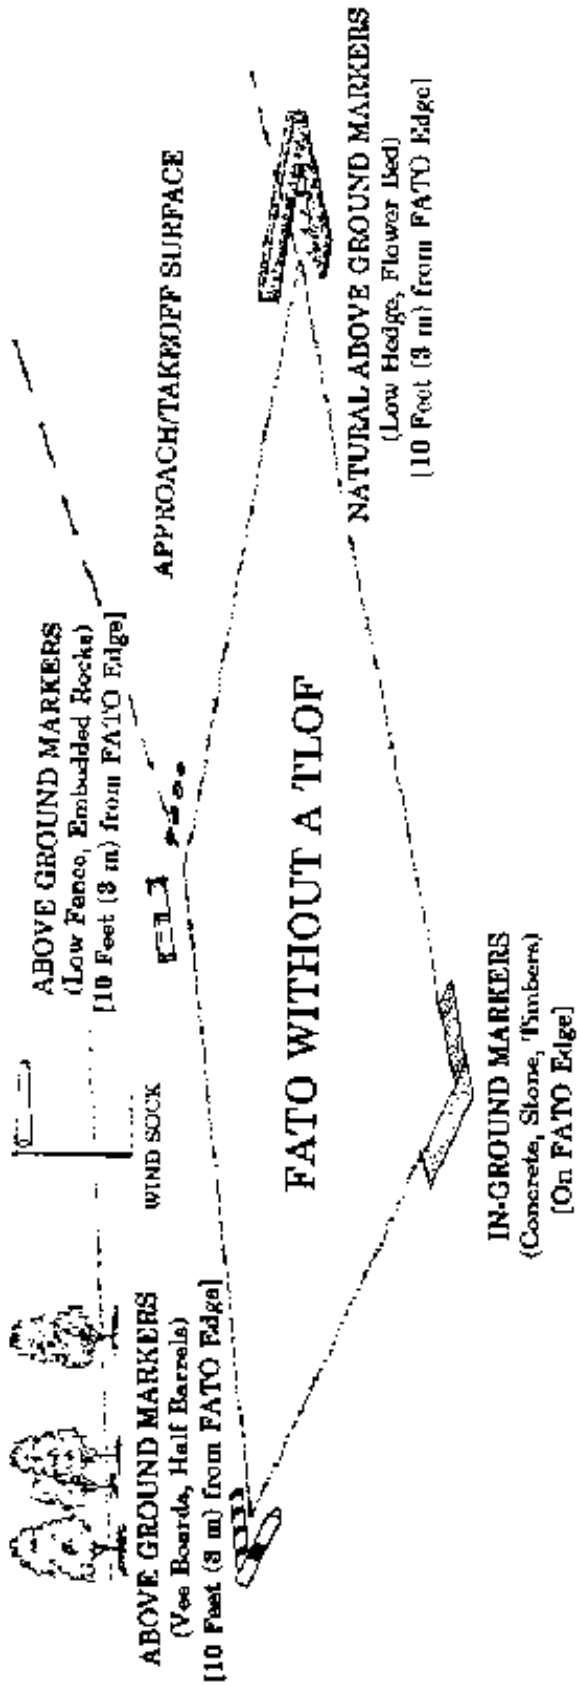 ABOVE GROUND MARKERS
(Low Fence, Embedded Rocks)
[10 Feet (3 m) from FATO Edge]
WIND SOCK
ABOVE GROUND MARKERS
(Vee Boards, Half Barrels)
[10 Feet (3 m) from FATO Edge]
APPROACH/TAKEOFF SURFACE
FATO WITHOUT A TLOF
NATURAL ABOVE GROUND MARKERS
(Low Hedge, Flower Bed)
[10 Feet (3 m) from FATO Edge]
IN-GROUND MARKERS
(Concrete, Stone, Timbers)
[On FATO Edge]